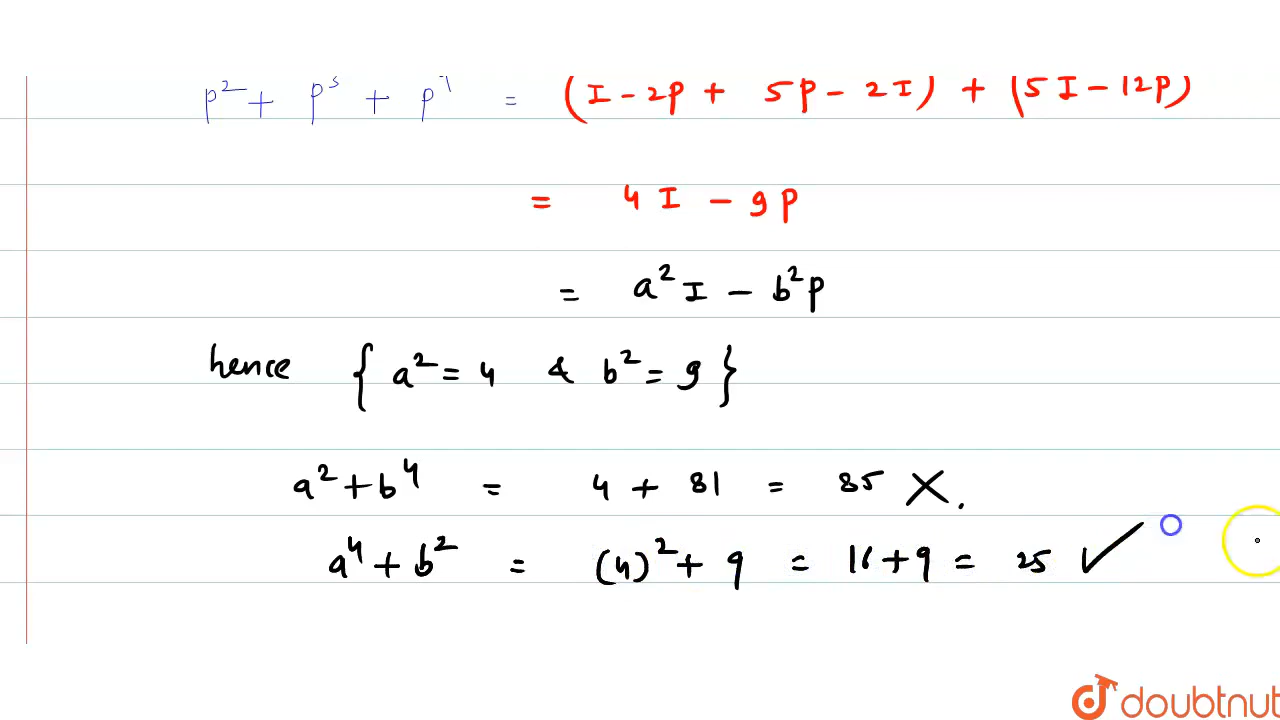 p² + p³ + p⁴ = (I - 2p + 5p - 2I) + (5I - 12p)
= 4I - 9p
= a²I - b²p
hence { a² = 4 & b² = 9 }
a² + b⁴ = 4 + 81 = 85 ×.
a⁴ + b² = (4)² + 9 = 16 + 9 = 25 ✓
doubtnut